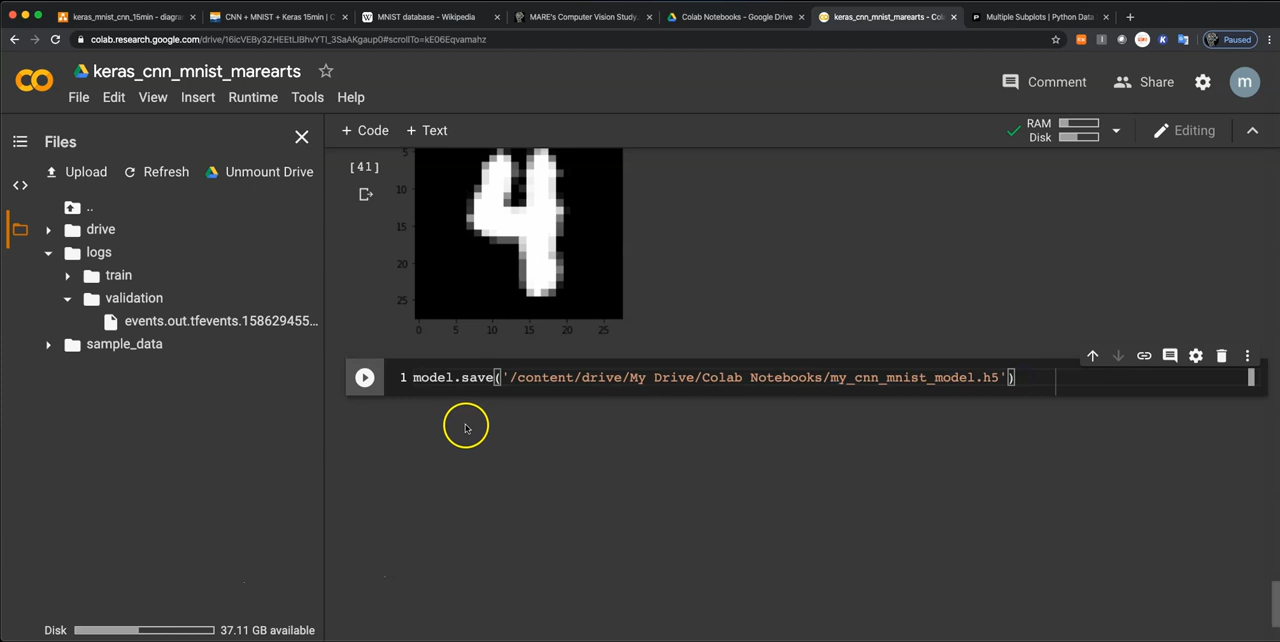 keras_mnist_cnn_15min - diagra
CNN + MNIST + Keras 15min | C
MNIST database - Wikipedia
MARE's Computer Vision Study.
Colab Notebooks - Google Drive
keras_cnn_mnist_marearts - Col
Multiple Subplots | Python Data
colab.research.google.com/drive/16icVEBy3ZHEEtLIBhvYTI_3SaAKgaup0#scrollTo=kE06Eqvamahz
Paused
keras_cnn_mnist_marearts
Comment
Share
m
File Edit View Insert Runtime Tools Help
Files
+ Code + Text
RAM
Disk
Editing
Upload Refresh Unmount Drive
..
drive
logs
train
validation
events.out.tfevents.158629455...
sample_data
[41]
5
10
15
20
25
0 5 10 15 20 25
4
1 model.save('/content/drive/My Drive/Colab Notebooks/my_cnn_mnist_model.h5')
Disk 37.11 GB available